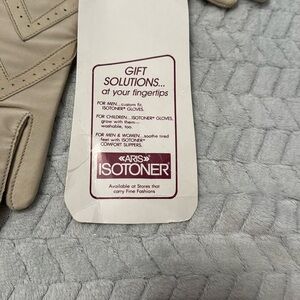 GIFT
SOLUTIONS...
at your fingertips
FOR MEN...custom fit,
ISOTONER® GLOVES.
FOR CHILDREN...ISOTONER® GLOVES,
grow with them—
washable, too.
FOR MEN & WOMEN...soothe tired
feet with ISOTONER®
COMFORT SLIPPERS.
«ARIS»
ISOTONER
Available at Stores that
carry Fine Fashions